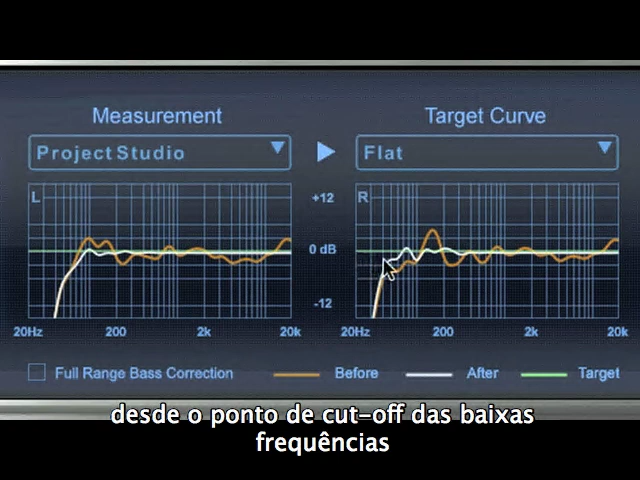 Measurement Target Curve
Project Studio Flat
L +12 R
0 dB
-12
20Hz 200 2k 20k 20Hz 200 2k 20k
Full Range Bass Correction Before After Target
desde o ponto de cut-off das baixas
frequências